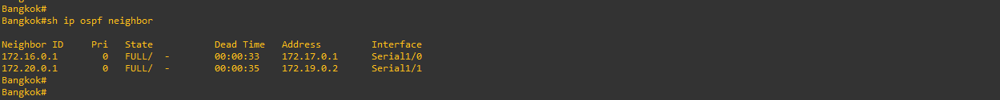 Bangkok#
Bangkok#sh ip ospf neighbor
Neighbor ID     Pri   State           Dead Time   Address         Interface
172.16.0.1        0   FULL/  -        00:00:33    172.17.0.1      Serial1/0
172.20.0.1        0   FULL/  -        00:00:35    172.19.0.2      Serial1/1
Bangkok#
Bangkok#